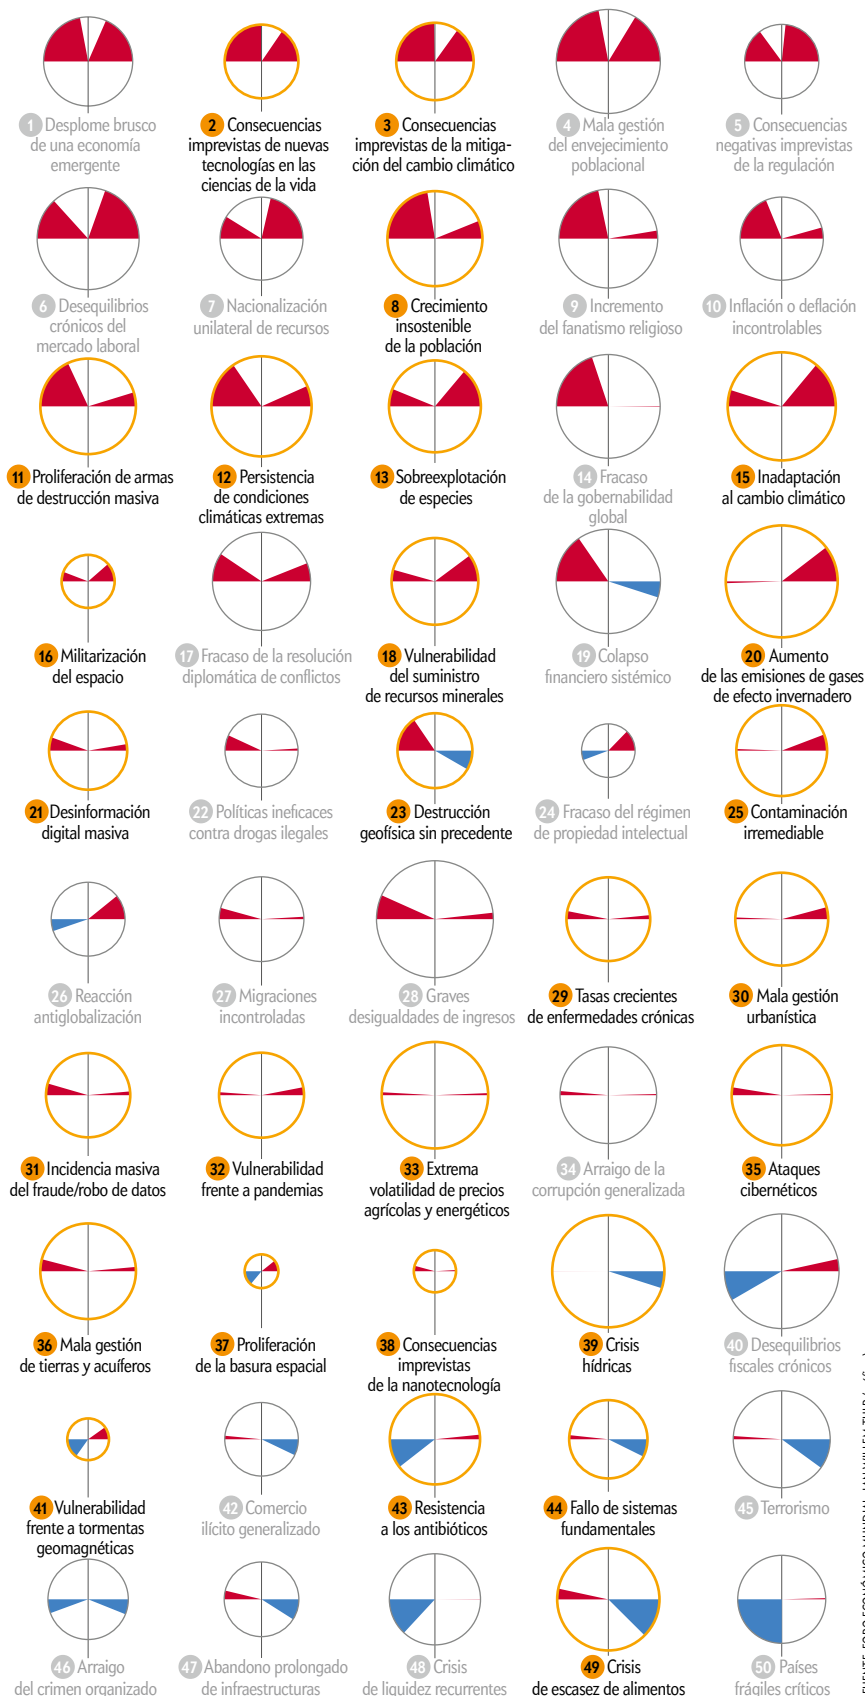 1 Desplome brusco
de una economía
emergente
2 Consecuencias
imprevistas de nuevas
tecnologías en las
ciencias de la vida
3 Consecuencias
imprevistas de la mitiga-
ción del cambio climático
4 Mala gestión
del envejecimiento
poblacional
5 Consecuencias
negativas imprevistas
de la regulación
6 Desequilibrios
crónicos del
mercado laboral
7 Nacionalización
unilateral de recursos
8 Crecimiento
insostenible
de la población
9 Incremento
del fanatismo religioso
10 Inflación o deflación
incontrolables
11 Proliferación de armas
de destrucción masiva
12 Persistencia
de condiciones
climáticas extremas
13 Sobreexplotación
de especies
14 Fracaso
de la gobernabilidad
global
15 Inadaptación
al cambio climático
16 Militarización
del espacio
17 Fracaso de la resolución
diplomática de conflictos
18 Vulnerabilidad
del suministro
de recursos minerales
19 Colapso
financiero sistémico
20 Aumento
de las emisiones de gases
de efecto invernadero
21 Desinformación
digital masiva
22 Políticas ineficaces
contra drogas ilegales
23 Destrucción
geofísica sin precedente
24 Fracaso del régimen
de propiedad intelectual
25 Contaminación
irremediable
26 Reacción
antiglobalización
27 Migraciones
incontroladas
28 Graves
desigualdades de ingresos
29 Tasas crecientes
de enfermedades crónicas
30 Mala gestión
urbanística
31 Incidencia masiva
del fraude/robo de datos
32 Vulnerabilidad
frente a pandemias
33 Extrema
volatilidad de precios
agrícolas y energéticos
34 Arraigo de la
corrupción generalizada
35 Ataques
cibernéticos
36 Mala gestión
de tierras y acuíferos
37 Proliferación
de la basura espacial
38 Consecuencias
imprevistas
de la nanotecnología
39 Crisis
hídricas
40 Desequilibrios
fiscales crónicos
41 Vulnerabilidad
frente a tormentas
geomagnéticas
42 Comercio
ilícito generalizado
43 Resistencia
a los antibióticos
44 Fallo de sistemas
fundamentales
45 Terrorismo
46 Arraigo
del crimen organizado
47 Abandono prolongado
de infraestructuras
48 Crisis
de liquidez recurrentes
49 Crisis
de escasez de alimentos
50 Países
frágiles críticos